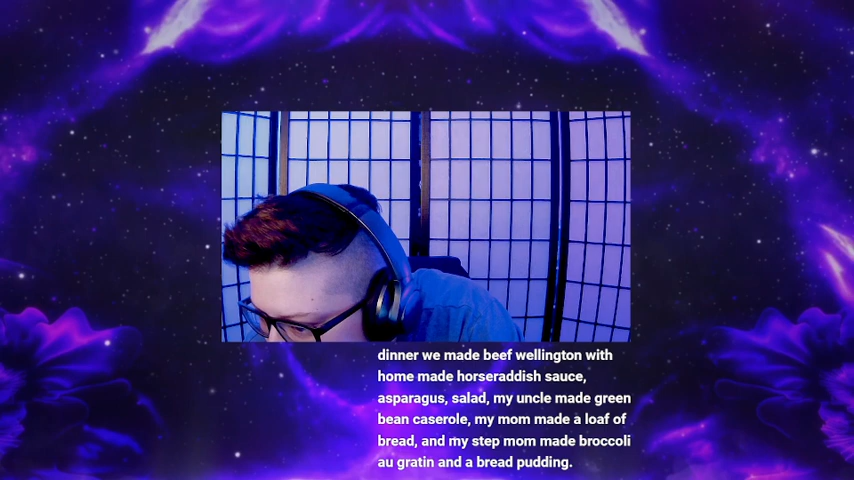 dinner we made beef wellington with
home made horseraddish sauce,
asparagus, salad, my uncle made green
bean caserole, my mom made a loaf of
bread, and my step mom made broccoli
au gratin and a bread pudding.